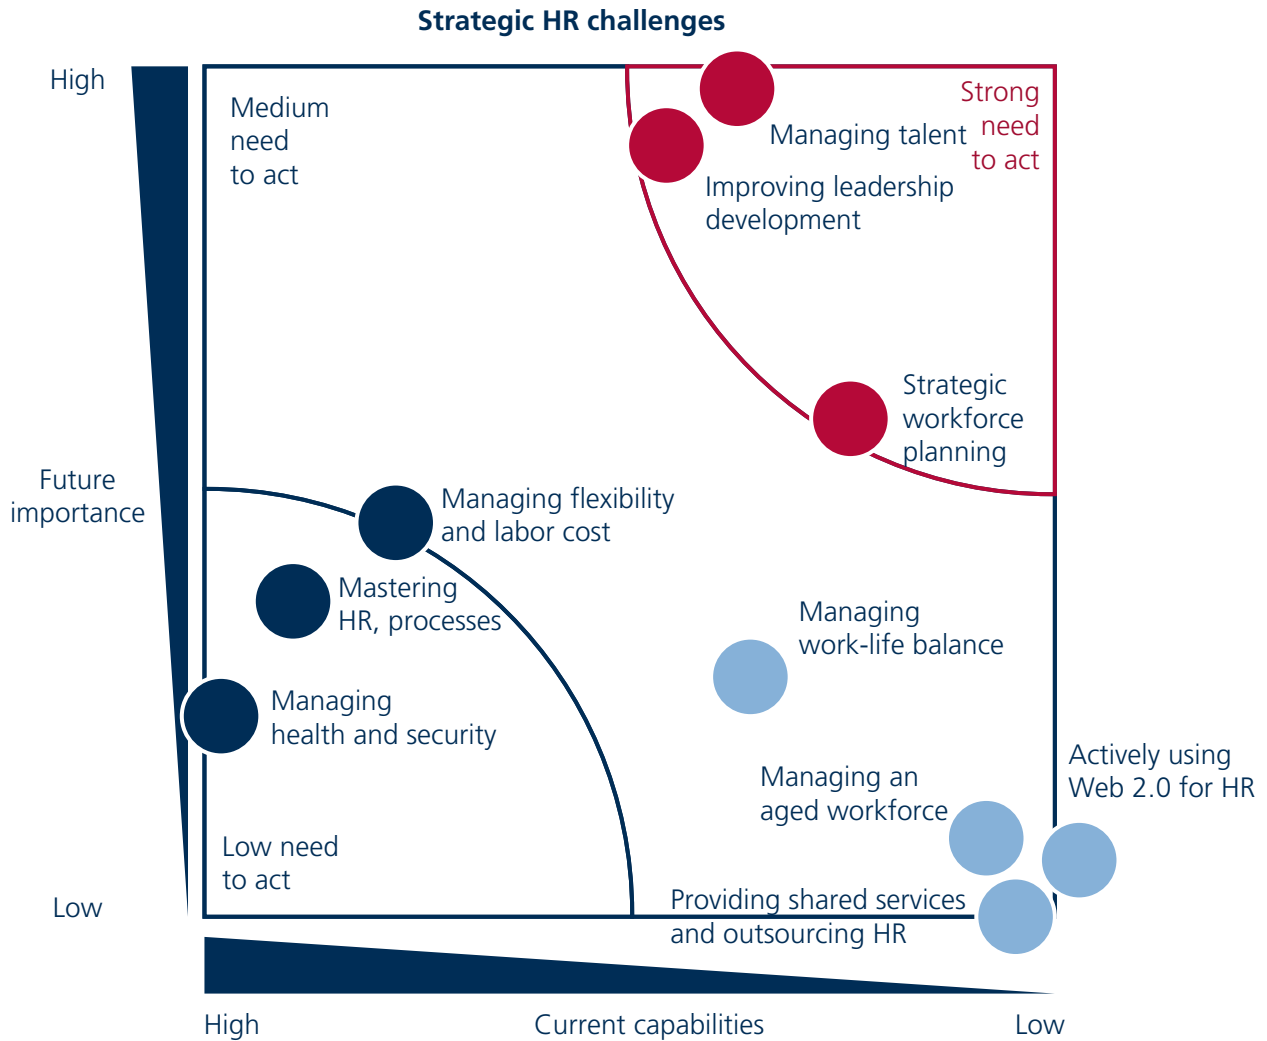 Strategic HR challenges
High
Medium
need
to act
Strong
need
to act
Managing talent
Improving leadership
development
Strategic
workforce
planning
Future
importance
Managing flexibility
and labor cost
Mastering
HR, processes
Managing
work-life balance
Managing
health and security
Actively using
Web 2.0 for HR
Managing an
aged workforce
Low need
to act
Providing shared services
and outsourcing HR
Low
High
Current capabilities
Low